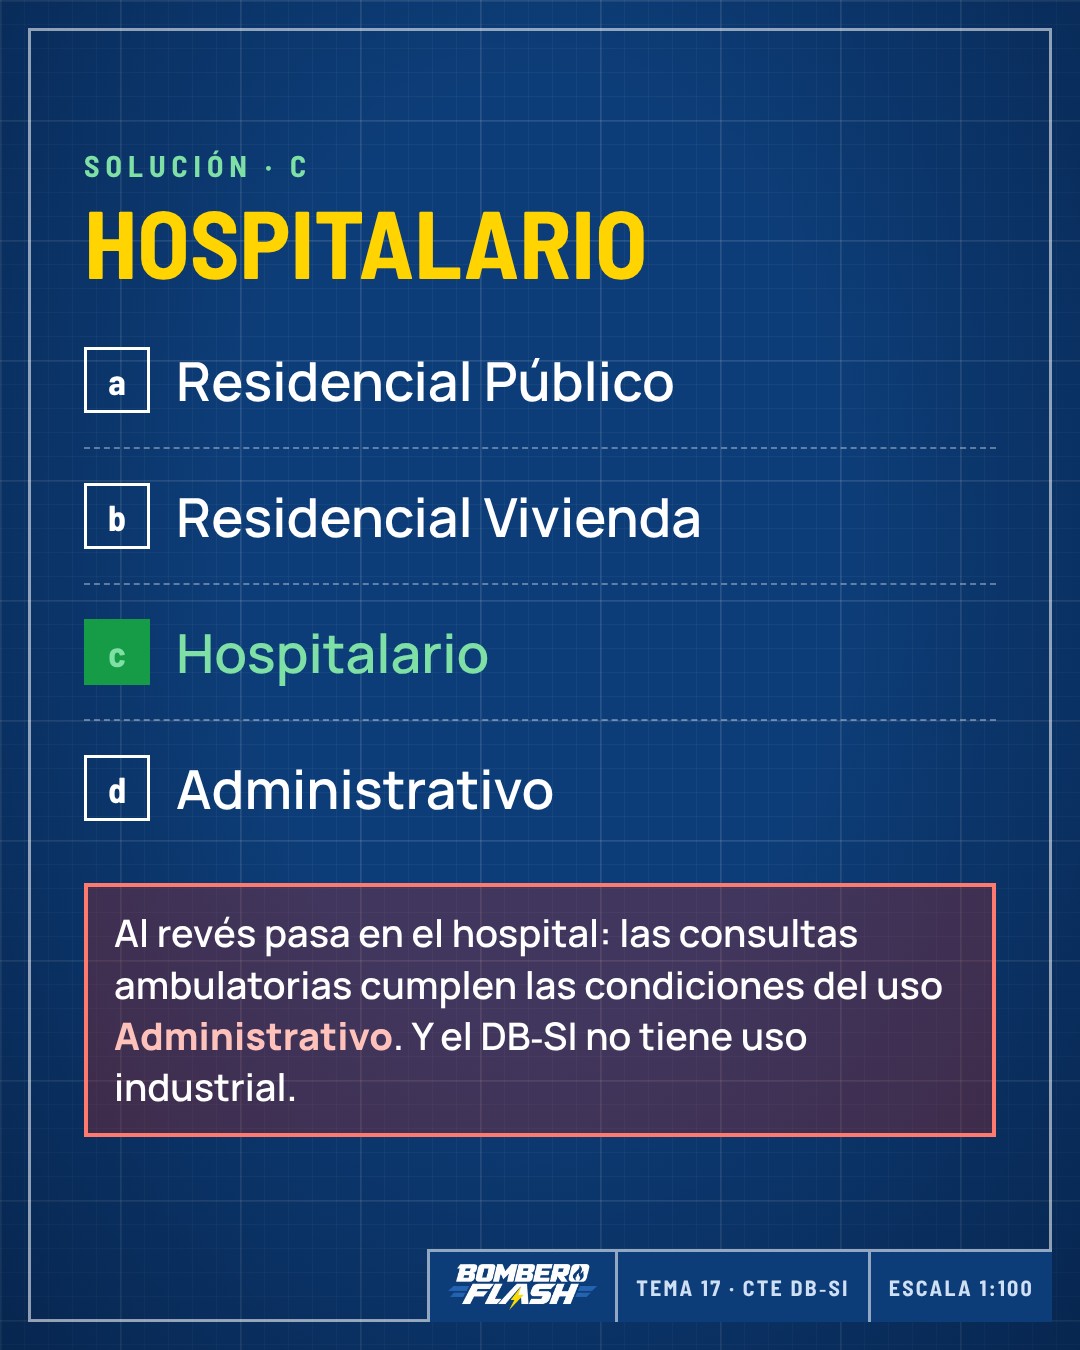 SOLUCIÓN · C
HOSPITALARIO
a Residencial Público
b Residencial Vivienda
c Hospitalario
d Administrativo
Al revés pasa en el hospital: las consultas
ambulatorias cumplen las condiciones del uso
Administrativo. Y el DB-SI no tiene uso
industrial.
BOMBERO
FLASH
TEMA 17 · CTE DB-SI
ESCALA 1:100